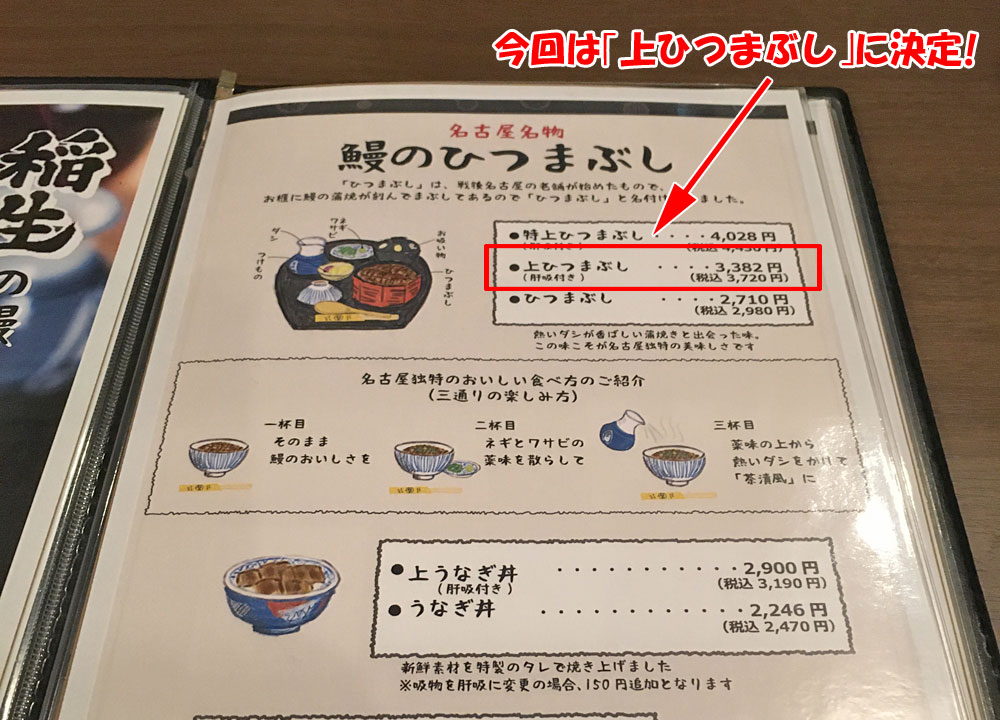 今回は「上ひつまぶし」に決定!
稲生
の
名古屋名物
鰻のひつまぶし
「ひつまぶし」は、戦後名古屋の老舗が始めたもので、
お櫃に鰻の蒲焼が刻んでまぶしてあるので「ひつまぶし」と名付けました。
ネギ
ワサビ
ダシ
つけもの
お吸い物
ひつまぶし
●特上ひつまぶし・・・・4,028円
●上ひつまぶし ・・・・3,382円
(肝吸付き) (税込 3,720円)
●ひつまぶし ・・・・2,710円
(税込 2,980円)
熱いダシが香ばしい蒲焼きと出会った味。
この味こそが名古屋独特の美味しさです
名古屋独特のおいしい食べ方のご紹介
(三通りの楽しみ方)
一杯目
そのまま
鰻のおいしさを
二杯目
ネギとワサビの
薬味を散らして
三杯目
薬味の上から
熱いダシをかけて
「茶漬風」に
●上うなぎ丼 ・・・・・・・・・・・2,900円
(肝吸付き) (税込 3,190円)
●うなぎ丼 ・・・・・・・・・・・・2,246円
(税込 2,470円)
新鮮素材を特製のタレで焼き上げました
※吸物を肝吸に変更の場合、150円追加となります